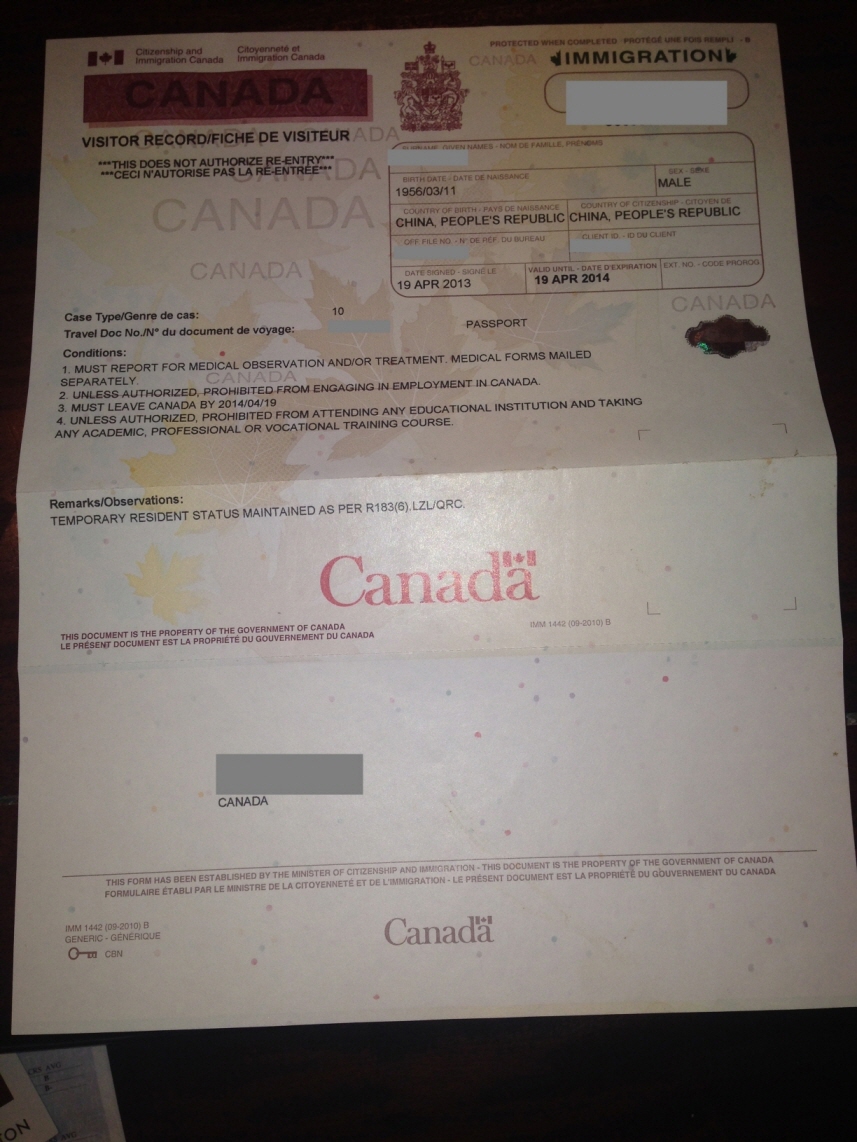 PROTECTED WHEN COMPLETED - PROTÉGÉ UNE FOIS REMPLI - B
Citizenship and Immigration Canada
Citoyenneté et Immigration Canada
CANADA
IMMIGRATION
CANADA
VISITOR RECORD/FICHE DE VISITEUR
***THIS DOES NOT AUTHORIZE RE-ENTRY***
***CECI N'AUTORISE PAS LA RÉ-ENTRÉE***
CANADA
CANADA
CANADA
CANADA
SURNAME, GIVEN NAMES - NOM DE FAMILLE, PRÉNOMS
BIRTH DATE - DATE DE NAISSANCE
1956/03/11
SEX - SEXE
MALE
COUNTRY OF BIRTH - PAYS DE NAISSANCE
CHINA, PEOPLE'S REPUBLIC
COUNTRY OF CITIZENSHIP - CITOYEN DE
CHINA, PEOPLE'S REPUBLIC
OFF. FILE NO. - N° DE RÉF. DU BUREAU
CLIENT ID. - ID DU CLIENT
DATE SIGNED - SIGNÉ LE
19 APR 2013
VALID UNTIL - DATE D'EXPIRATION
19 APR 2014
EXT. NO. - CODE PROROG
CANADA
Case Type/Genre de cas: 10
Travel Doc No./N° du document de voyage: PASSPORT
Conditions:
1. MUST REPORT FOR MEDICAL OBSERVATION AND/OR TREATMENT. MEDICAL FORMS MAILED
SEPARATELY.
CANADA
2. UNLESS AUTHORIZED, PROHIBITED FROM ENGAGING IN EMPLOYMENT IN CANADA.
3. MUST LEAVE CANADA BY 2014/04/19
4. UNLESS AUTHORIZED, PROHIBITED FROM ATTENDING ANY EDUCATIONAL INSTITUTION AND TAKING
ANY ACADEMIC, PROFESSIONAL OR VOCATIONAL TRAINING COURSE.
Remarks/Observations:
TEMPORARY RESIDENT STATUS MAINTAINED AS PER R183(6).LZL/QRC.
Canada
THIS DOCUMENT IS THE PROPERTY OF THE GOVERNMENT OF CANADA
LE PRÉSENT DOCUMENT EST LA PROPRIÉTÉ DU GOUVERNEMENT DU CANADA
IMM 1442 (09-2010) B
CANADA
THIS FORM HAS BEEN ESTABLISHED BY THE MINISTER OF CITIZENSHIP AND IMMIGRATION - THIS DOCUMENT IS THE PROPERTY OF THE GOVERNMENT OF CANADA
FORMULAIRE ÉTABLI PAR LE MINISTRE DE LA CITOYENNETÉ ET DE L'IMMIGRATION - LE PRÉSENT DOCUMENT EST LA PROPRIÉTÉ DU GOUVERNEMENT DU CANADA
IMM 1442 (09-2010) B
GENERIC - GÉNÉRIQUE
CBN
Canada